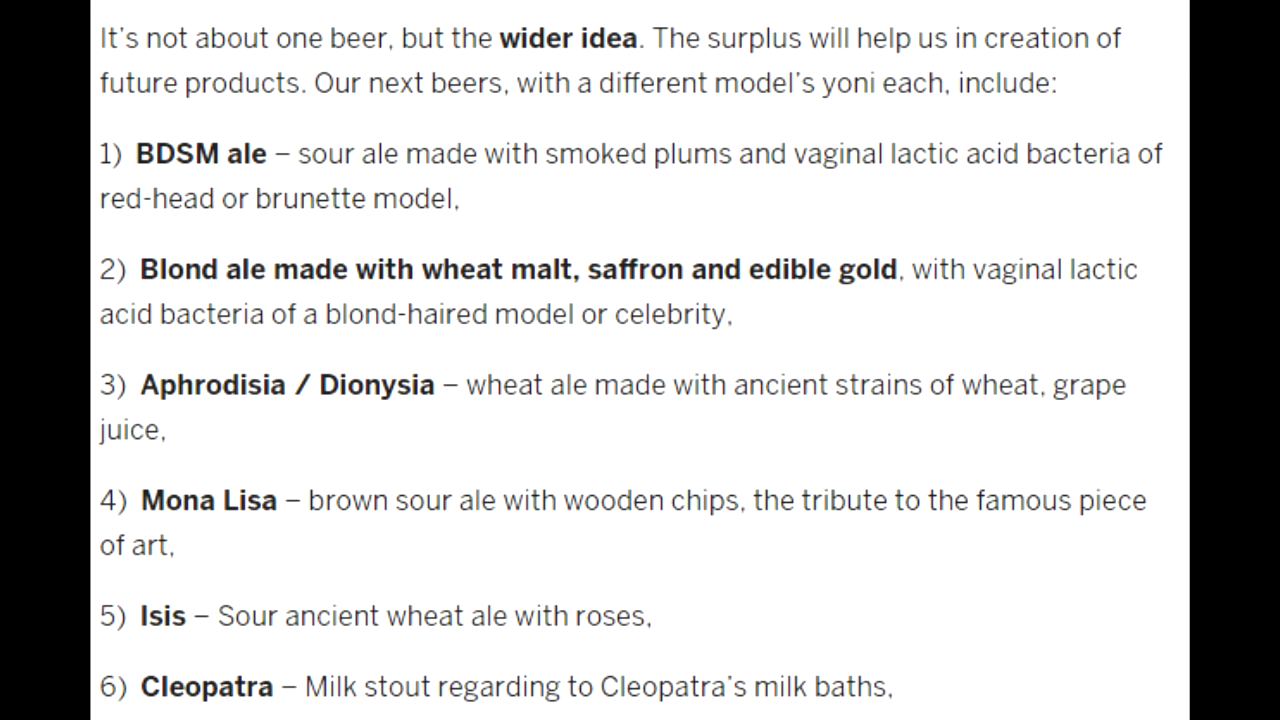 It's not about one beer, but the wider idea. The surplus will help us in creation of
future products. Our next beers, with a different model's yoni each, include:
1) BDSM ale – sour ale made with smoked plums and vaginal lactic acid bacteria of
red-head or brunette model,
2) Blond ale made with wheat malt, saffron and edible gold, with vaginal lactic
acid bacteria of a blond-haired model or celebrity,
3) Aphrodisia / Dionysia – wheat ale made with ancient strains of wheat, grape
juice,
4) Mona Lisa – brown sour ale with wooden chips, the tribute to the famous piece
of art,
5) Isis – Sour ancient wheat ale with roses,
6) Cleopatra – Milk stout regarding to Cleopatra's milk baths,